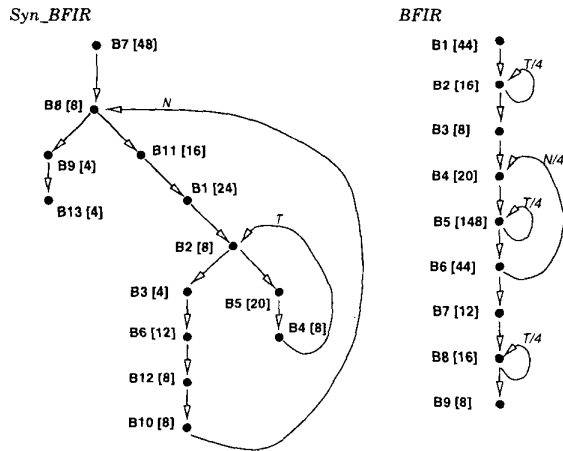 Syn_BFIR
B7 [48]
B8 [8]
N
B9 [4]
B11 [16]
B13 [4]
B1 [24]
T
B2 [8]
B3 [4]
B5 [20]
B6 [12]
B4 [8]
B12 [8]
B10 [8]
BFIR
B1 [44]
T/4
B2 [16]
B3 [8]
N/4
B4 [20]
T/4
B5 [148]
B6 [44]
B7 [12]
T/4
B8 [16]
B9 [8]